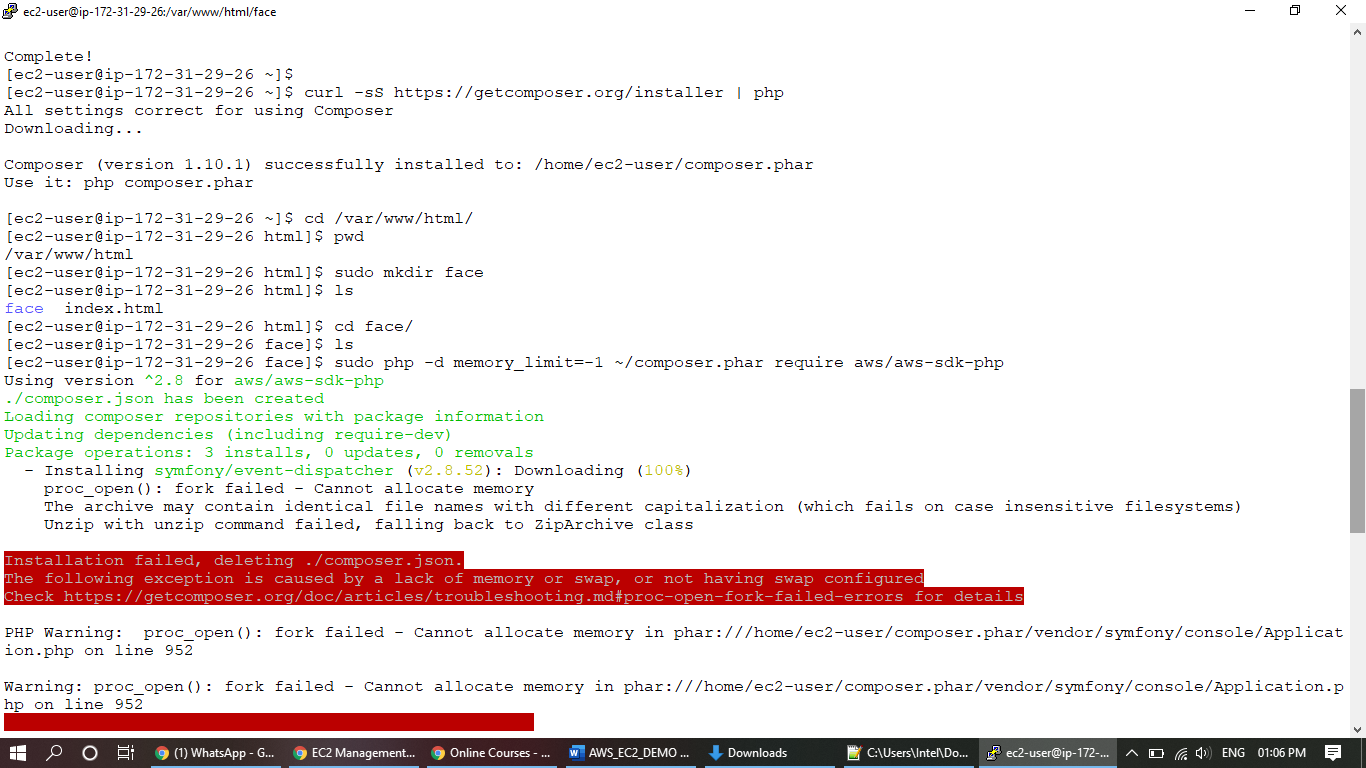 ec2-user@ip-172-31-29-26:/var/www/html/face
Complete!
[ec2-user@ip-172-31-29-26 ~]$
[ec2-user@ip-172-31-29-26 ~]$ curl -sS https://getcomposer.org/installer | php
All settings correct for using Composer
Downloading...
Composer (version 1.10.1) successfully installed to: /home/ec2-user/composer.phar
Use it: php composer.phar
[ec2-user@ip-172-31-29-26 ~]$ cd /var/www/html/
[ec2-user@ip-172-31-29-26 html]$ pwd
/var/www/html
[ec2-user@ip-172-31-29-26 html]$ sudo mkdir face
[ec2-user@ip-172-31-29-26 html]$ ls
face  index.html
[ec2-user@ip-172-31-29-26 html]$ cd face/
[ec2-user@ip-172-31-29-26 face]$ ls
[ec2-user@ip-172-31-29-26 face]$ sudo php -d memory_limit=-1 ~/composer.phar require aws/aws-sdk-php
Using version ^2.8 for aws/aws-sdk-php
./composer.json has been created
Loading composer repositories with package information
Updating dependencies (including require-dev)
Package operations: 3 installs, 0 updates, 0 removals
  - Installing symfony/event-dispatcher (v2.8.52): Downloading (100%)
    proc_open(): fork failed - Cannot allocate memory
    The archive may contain identical file names with different capitalization (which fails on case insensitive filesystems)
    Unzip with unzip command failed, falling back to ZipArchive class
Installation failed, deleting ./composer.json.
The following exception is caused by a lack of memory or swap, or not having swap configured
Check https://getcomposer.org/doc/articles/troubleshooting.md#proc-open-fork-failed-errors for details
PHP Warning:  proc_open(): fork failed - Cannot allocate memory in phar:///home/ec2-user/composer.phar/vendor/symfony/console/Applicat
ion.php on line 952
Warning: proc_open(): fork failed - Cannot allocate memory in phar:///home/ec2-user/composer.phar/vendor/symfony/console/Application.p
hp on line 952
(1) WhatsApp - G... EC2 Management... Online Courses - ... AWS_EC2_DEMO ... Downloads C:\Users\Intel\Do... ec2-user@ip-172-... ENG 01:06 PM